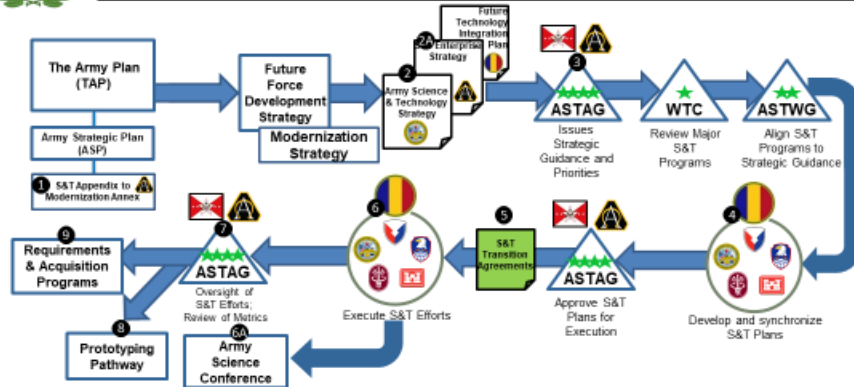 The Army Plan
(TAP)
Army Strategic Plan
(ASP)
1
S&T Appendix to
Modernization Annex
Future
Force
Development
Strategy
Modernization
Strategy
2
Army Science
& Technology
Strategy
2A
Enterprise
Strategy
Future
Technology
Integration
Plan
3
ASTAG
Issues
Strategic
Guidance and
Priorities
WTC
Review Major
S&T
Programs
ASTWG
Align S&T
Programs to
Strategic Guidance
4
Develop and synchronize
S&T Plans
ASTAG
Approve S&T
Plans for
Execution
5
S&T
Transition
Agreements
6
Execute S&T Efforts
6A
Army
Science
Conference
7
ASTAG
Oversight of
S&T Efforts;
Review of Metrics
8
Prototyping
Pathway
9
Requirements
& Acquisition
Programs